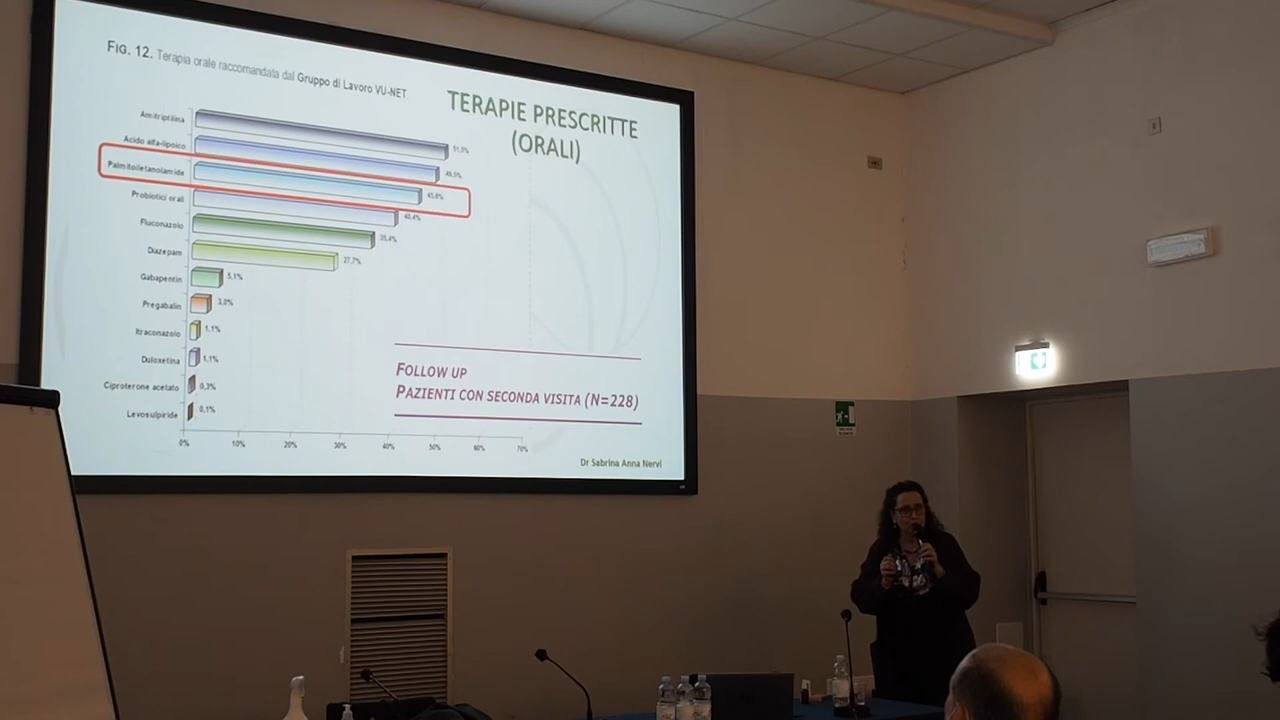 FIG. 12. Terapia orale raccomandata dal Gruppo di Lavoro VU-NET
TERAPIE PRESCRITTE
(ORALI)
Amitriptilina 51,5%
Acido alfa-lipoico 49,5%
Palmitoiletanolamide 45,8%
Probiotici orali 40,4%
Fluconazolo 35,4%
Diazepam 27,7%
Gabapentin 5,1%
Pregabalin 3,0%
Itraconazolo 1,1%
Duloxetina 1,1%
Ciproterone acetato 0,3%
Levosulpiride 0,1%
0% 10% 20% 30% 40% 50% 60% 70%
FOLLOW UP
PAZIENTI CON SECONDA VISITA (N=228)
Dr Sabrina Anna Nervi